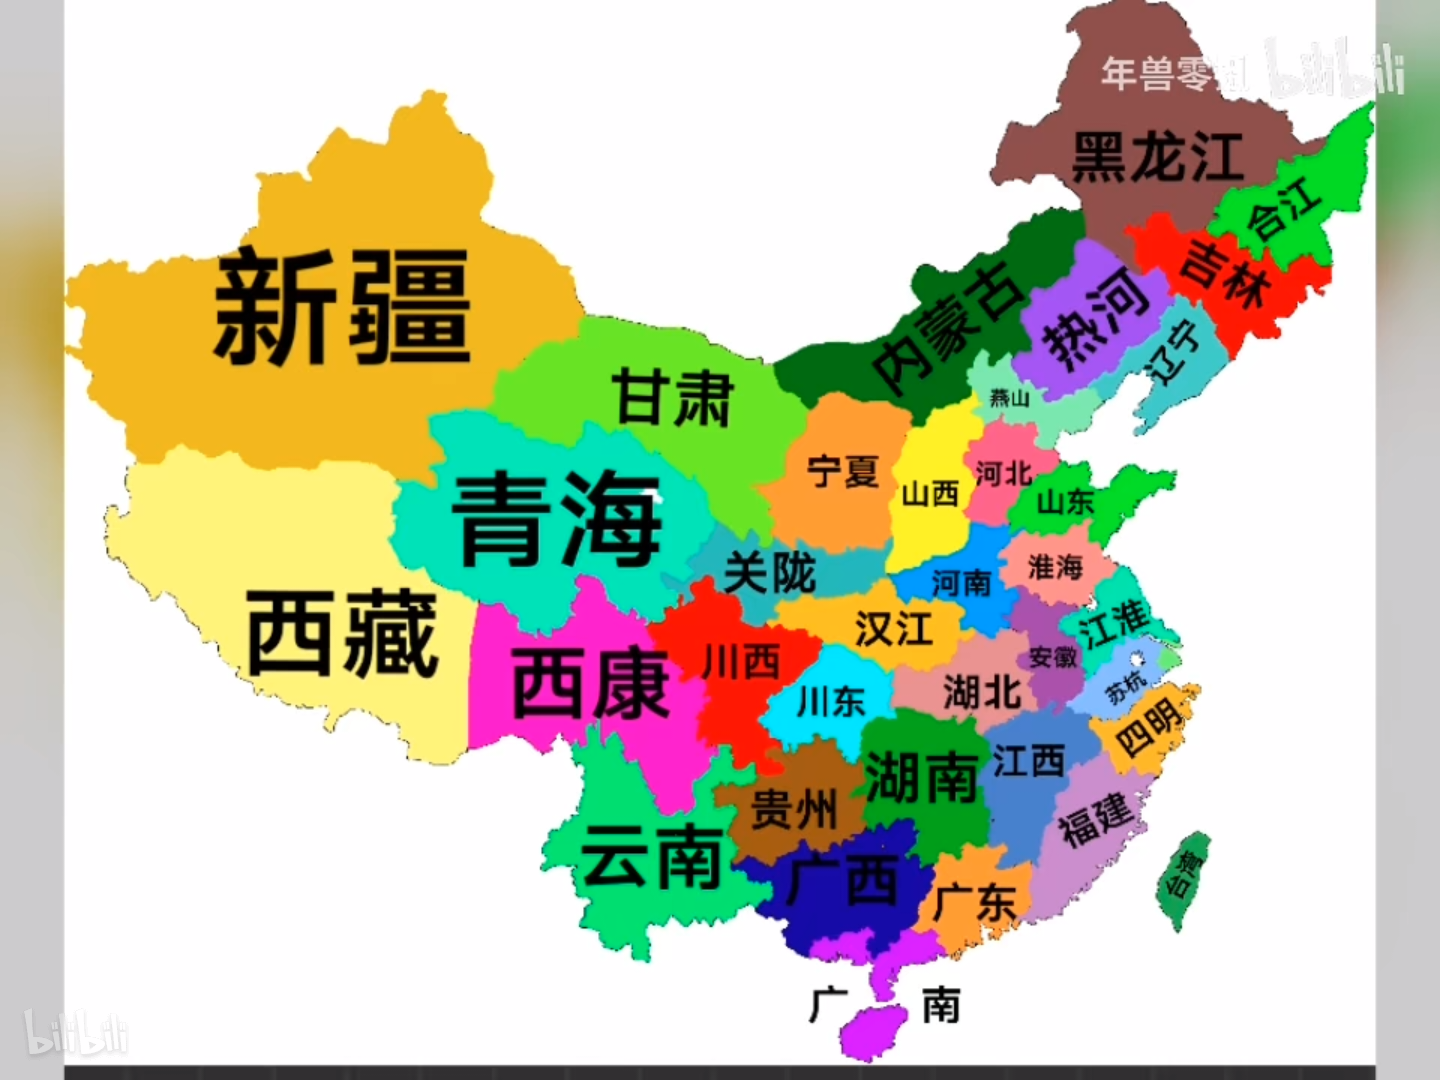 年兽零
bilibili
黑龙江
合江
吉林
新疆
内蒙古
热河
辽宁
甘肃
燕山
青海
宁夏
山西
河北
山东
关陇
河南
淮海
西藏
汉江
江淮
西康
川西
安徽
川东
湖北
苏杭
四明
湖南
江西
贵州
福建
云南
广西
广东
台湾
广南
bilibili